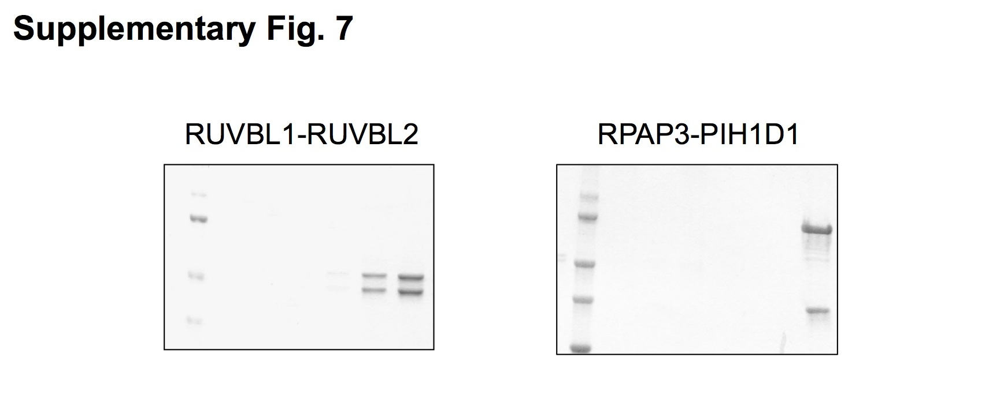 Supplementary Fig. 7
RUVBL1-RUVBL2
RPAP3-PIH1D1